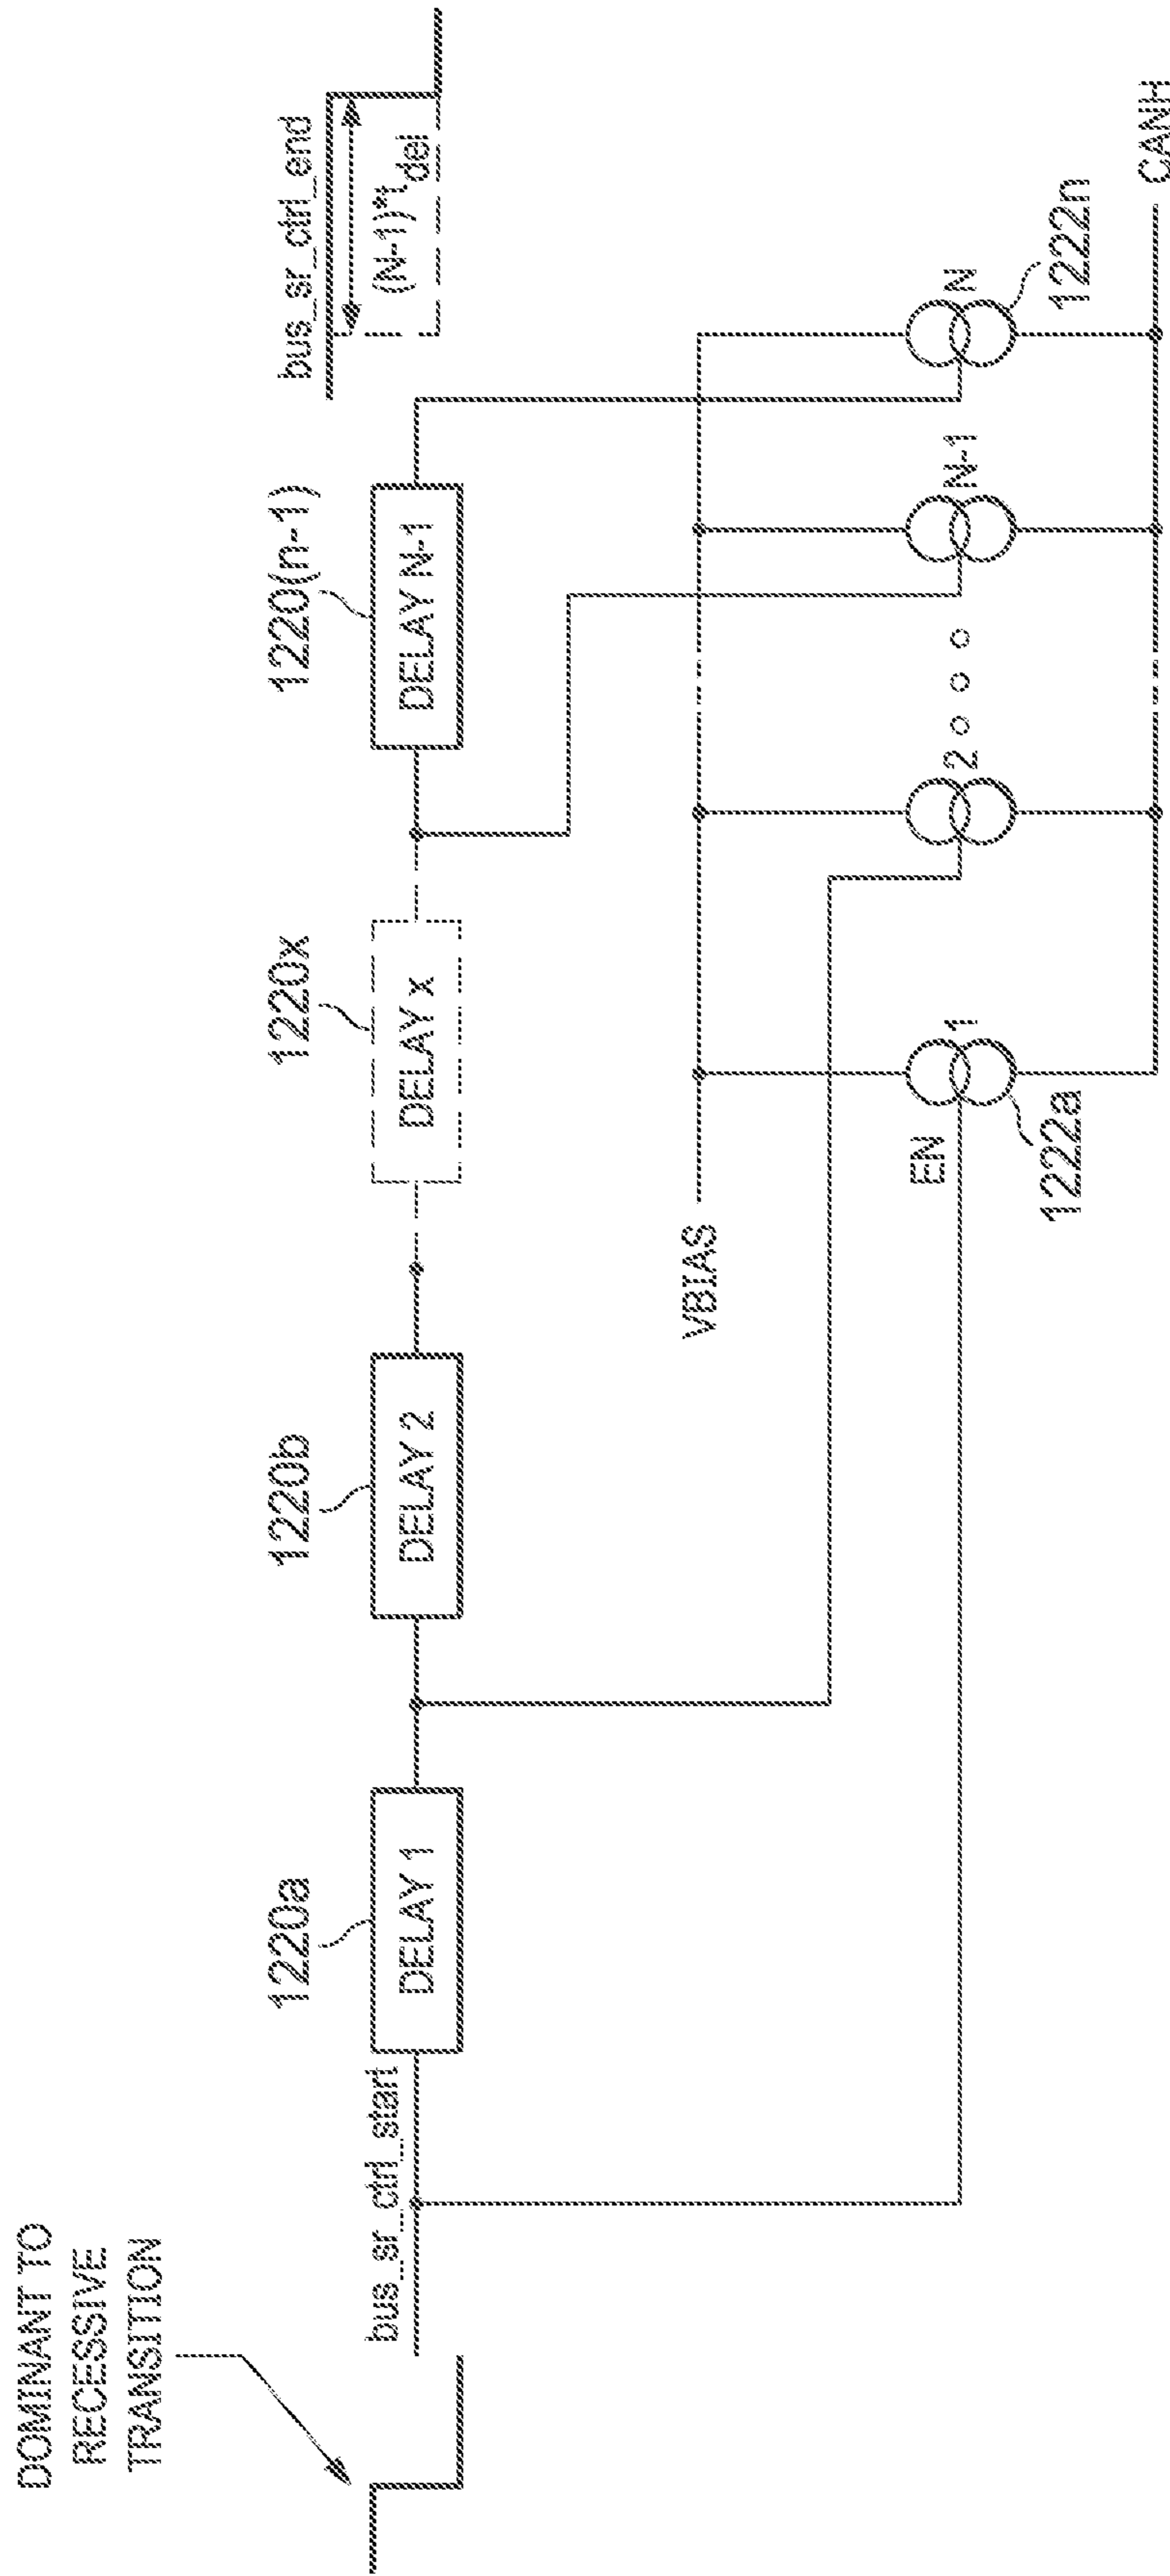 DOMINANT TO
RECESSIVE
TRANSITION
bus_sr_ctrl_start
1220a
DELAY 1
1220b
DELAY 2
1220x
DELAY x
1220(n-1)
DELAY N-1
bus_sr_ctrl_end
(N-1)*t_del
VBIAS
EN
1
1222a
2
N-1
N
1222n
CANH